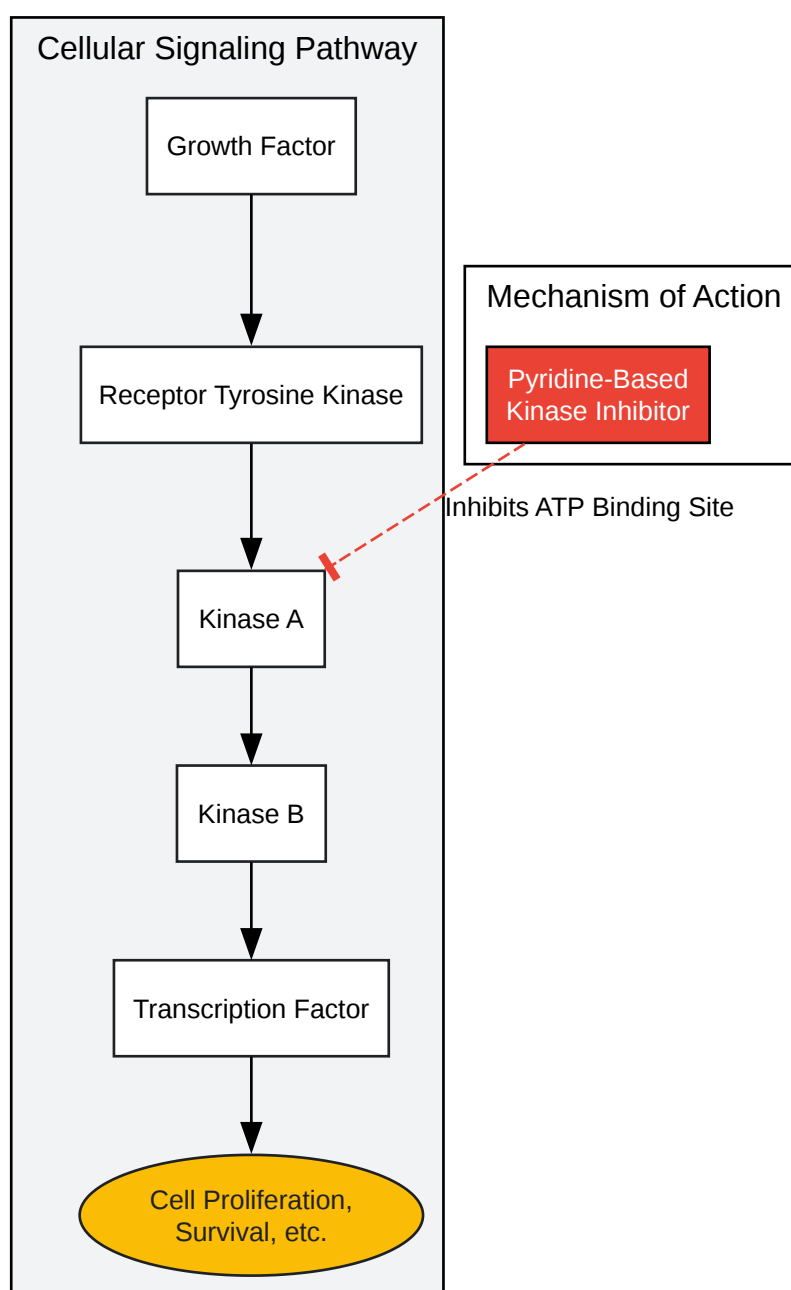 Cellular Signaling Pathway
Growth Factor
Mechanism of Action
Receptor Tyrosine Kinase
Pyridine-Based
Kinase Inhibitor
Inhibits ATP Binding Site
Kinase A
Kinase B
Transcription Factor
Cell Proliferation,
Survival, etc.